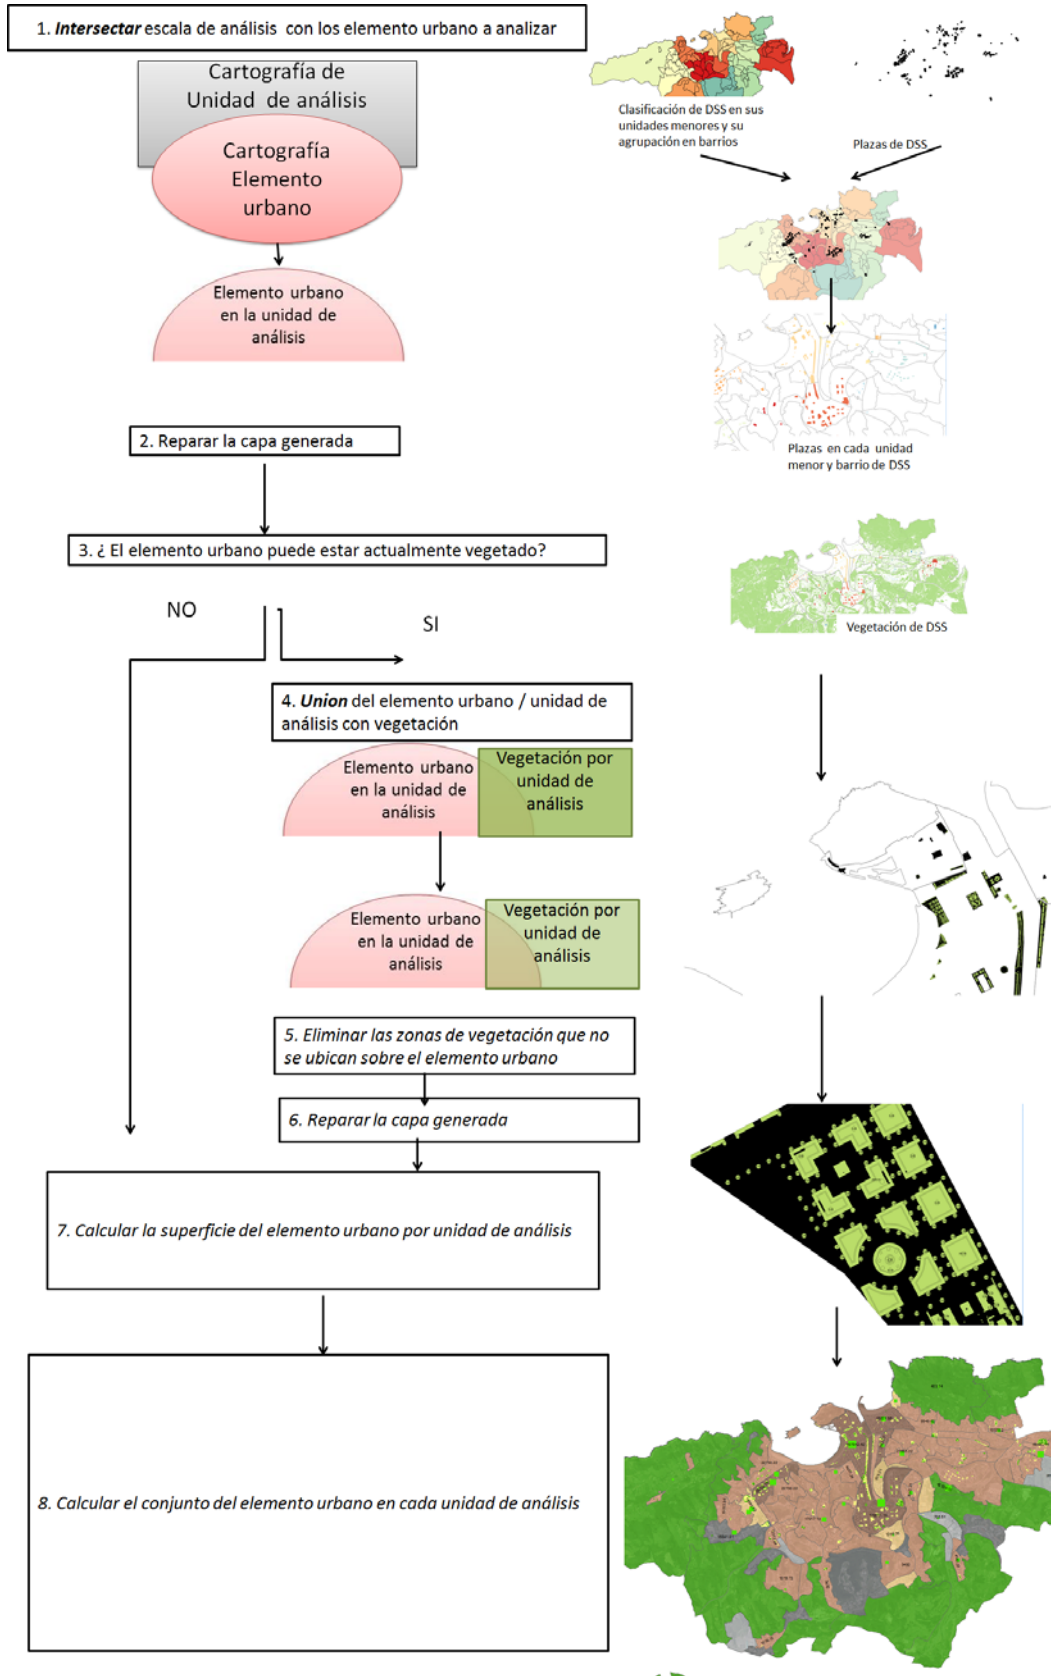 1. Intersectar escala de análisis con los elemento urbano a analizar
Cartografía de
Unidad de análisis
Cartografía
Elemento
urbano
Elemento urbano
en la unidad de
análisis
Clasificación de DSS en sus
unidades menores y su
agrupación en barrios
Plazas de DSS
Plazas en cada unidad
menor y barrio de DSS
2. Reparar la capa generada
3. ¿ El elemento urbano puede estar actualmente vegetado?
NO
SI
Vegetación de DSS
4. Union del elemento urbano / unidad de
análisis con vegetación
Elemento urbano
en la unidad de
análisis
Vegetación por
unidad de
análisis
Elemento urbano
en la unidad de
análisis
Vegetación por
unidad de
análisis
5. Eliminar las zonas de vegetación que no
se ubican sobre el elemento urbano
6. Reparar la capa generada
7. Calcular la superficie del elemento urbano por unidad de análisis
8. Calcular el conjunto del elemento urbano en cada unidad de análisis